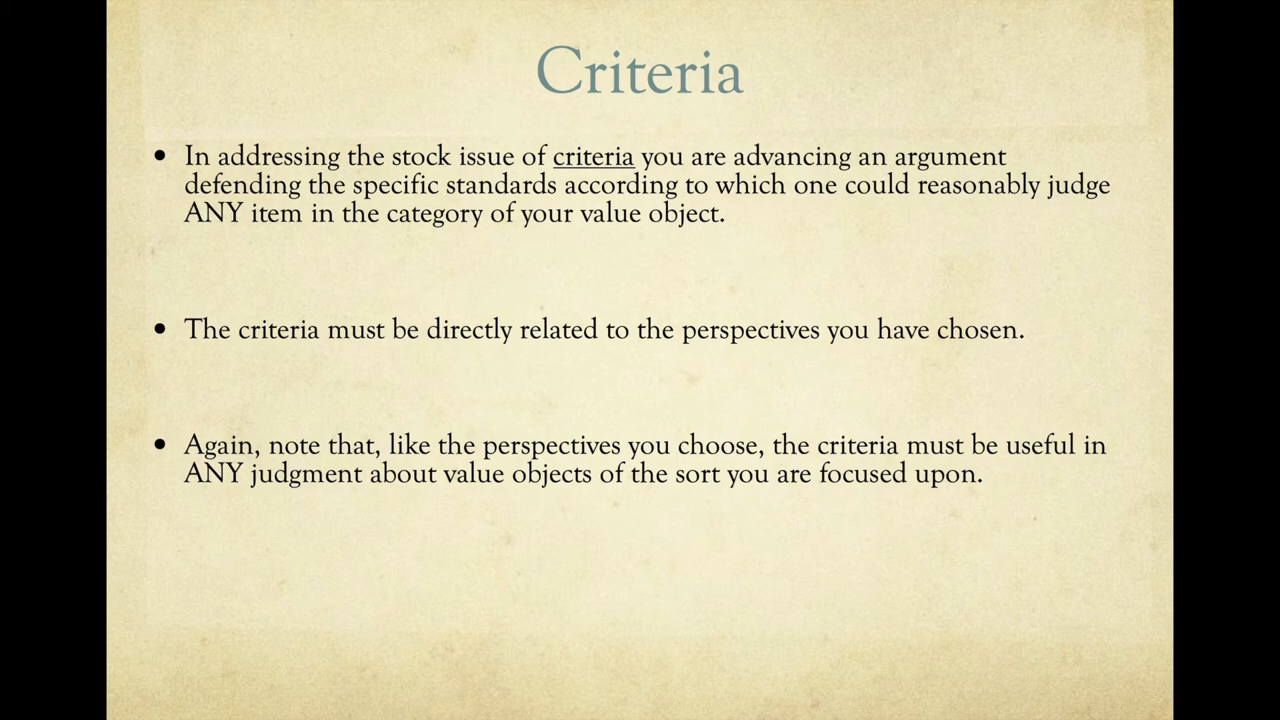 Criteria
• In addressing the stock issue of criteria you are advancing an argument
defending the specific standards according to which one could reasonably judge
ANY item in the category of your value object.
• The criteria must be directly related to the perspectives you have chosen.
• Again, note that, like the perspectives you choose, the criteria must be useful in
ANY judgment about value objects of the sort you are focused upon.